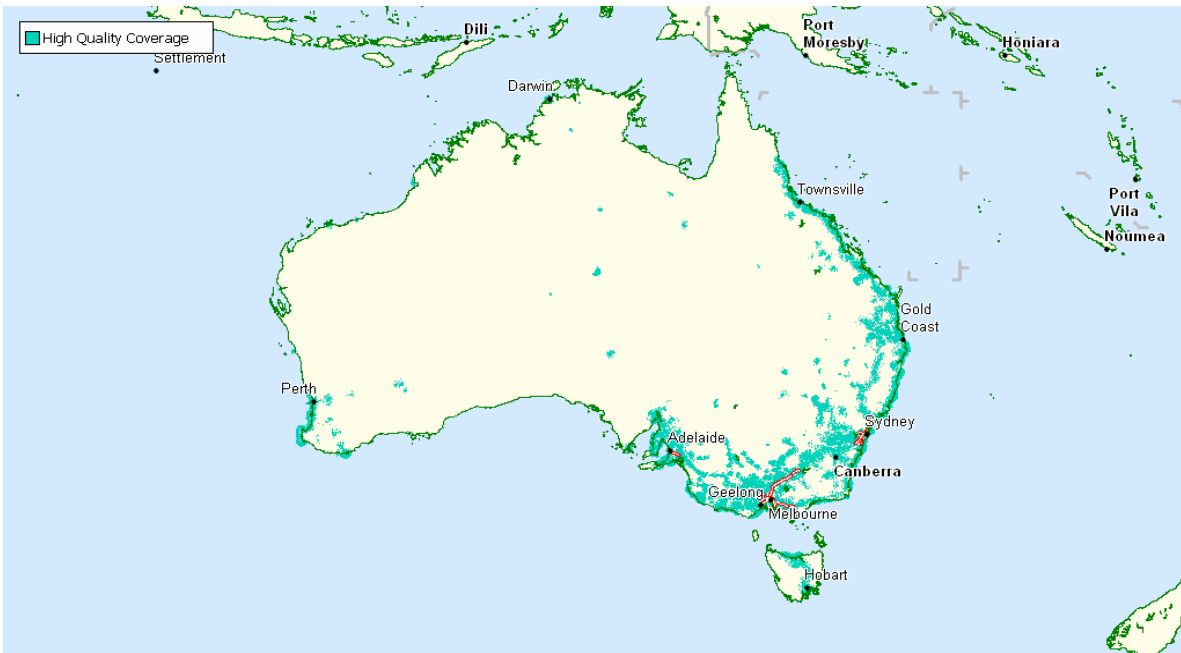 High Quality Coverage
Settlement
Dili
Port
Moresby
Honiara
Darwin
Townsville
Port
Vila
Noumea
Gold
Coast
Perth
Sydney
Adelaide
Canberra
Geelong
Melbourne
Hobart